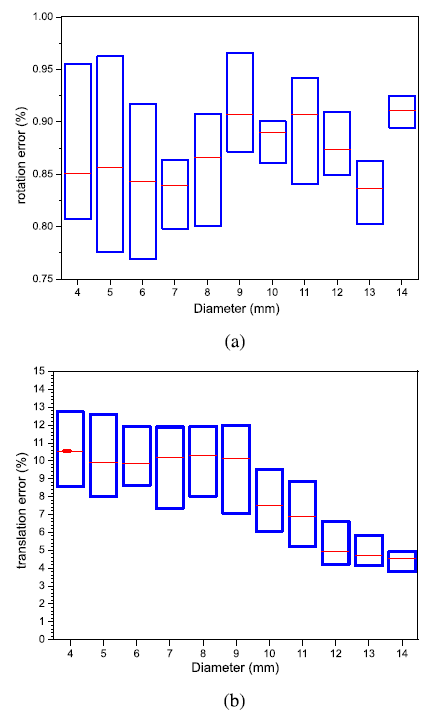 1.00
0.95
0.90
0.85
0.80
0.75
rotation error (%)
4 5 6 7 8 9 10 11 12 13 14
Diameter (mm)
(a)
15
14
13
12
11
10
9
8
7
6
5
4
3
2
1
0
translation error (%)
4 5 6 7 8 9 10 11 12 13 14
Diameter (mm)
(b)